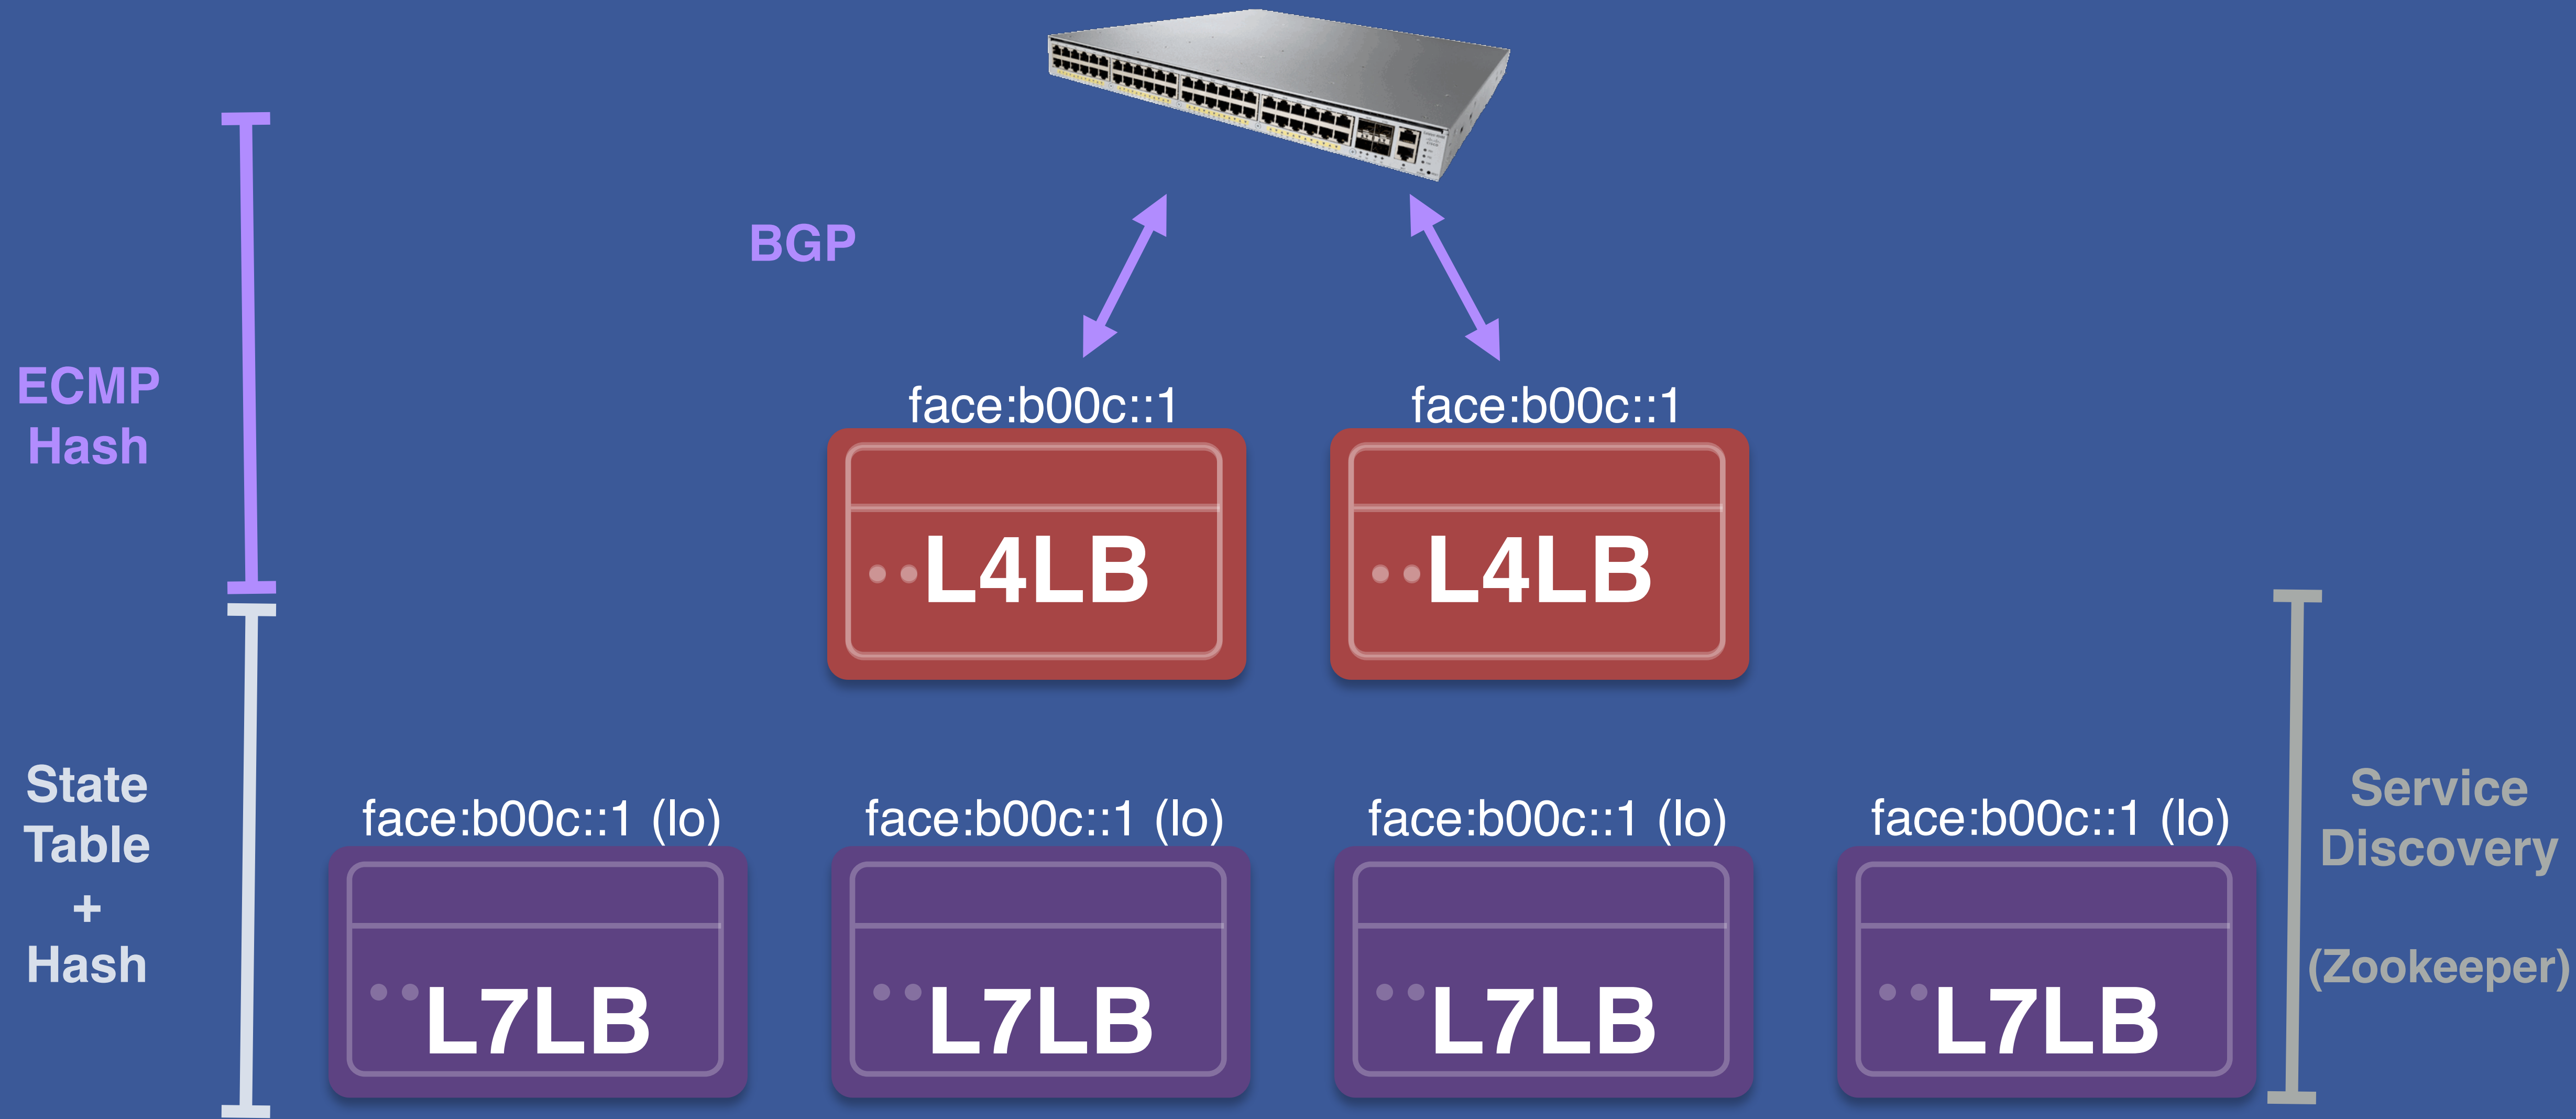 BGP
ECMP
Hash
face:b00c::1
face:b00c::1
L4LB
L4LB
State
Table
+
Hash
face:b00c::1 (lo)
face:b00c::1 (lo)
face:b00c::1 (lo)
face:b00c::1 (lo)
L7LB
L7LB
L7LB
L7LB
Service
Discovery
(Zookeeper)